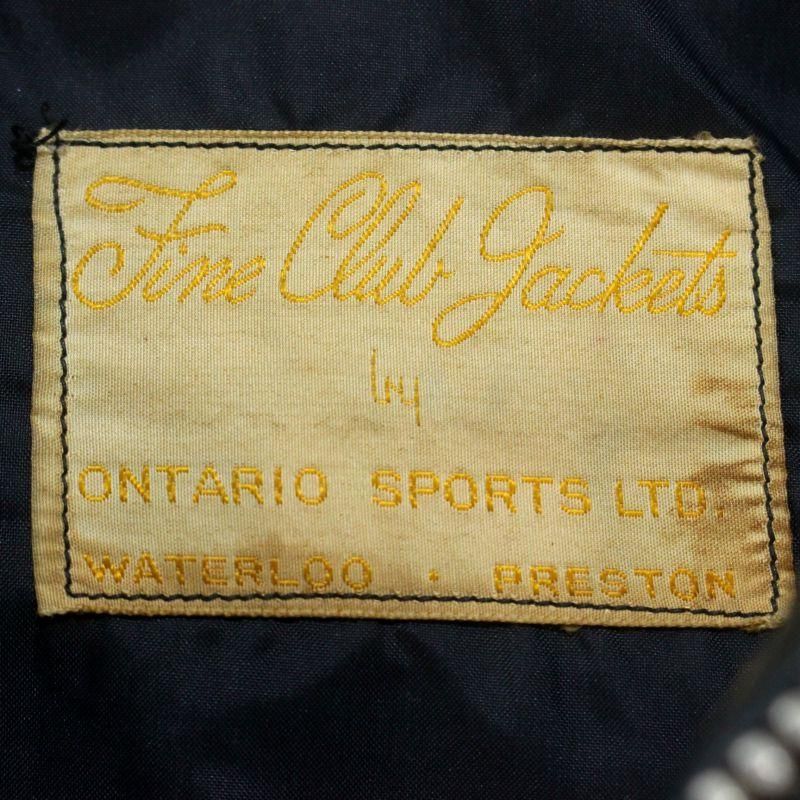 Fine Club Jackets
by
ONTARIO SPORTS LTD.
WATERLOO · PRESTON